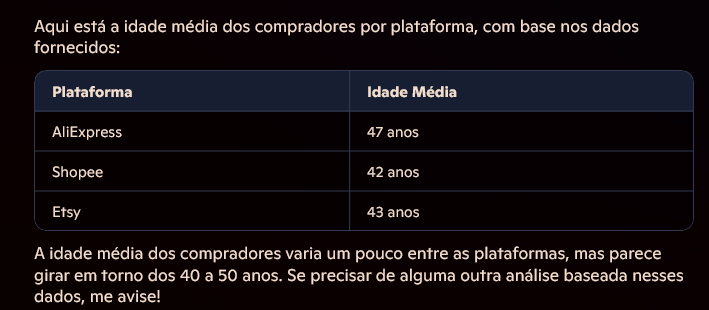 Aqui está a idade média dos compradores por plataforma, com base nos dados
fornecidos:
Plataforma Idade Média
AliExpress 47 anos
Shopee 42 anos
Etsy 43 anos
A idade média dos compradores varia um pouco entre as plataformas, mas parece
girar em torno dos 40 a 50 anos. Se precisar de alguma outra análise baseada nesses
dados, me avise!